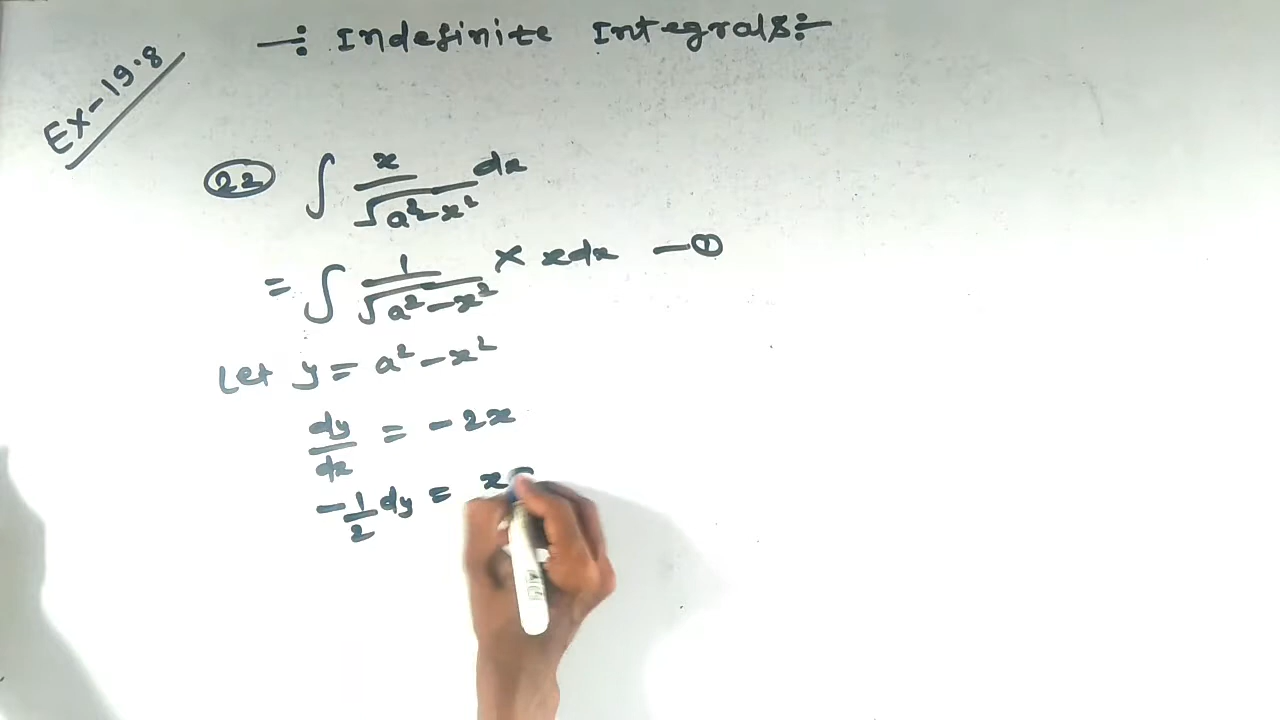 ÷ Indefinite Integrals ÷
EX-19.8
22 ∫ x/√a²-x² dx
= ∫ 1/√a²-x² × xdx —①
Let y = a²-x²
dy/dx = -2x
-1/2 dy = x